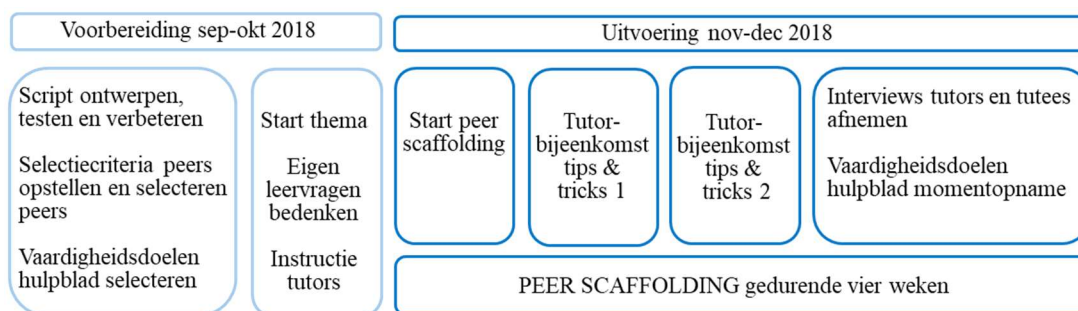 Voorbereiding sep-okt 2018
Uitvoering nov-dec 2018
Script ontwerpen,
testen en verbeteren
Selectiecriteria peers
opstellen en selecteren
peers
Vaardigheidsdoelen
hulpblad selecteren
Start thema
Eigen
leervragen
bedenken
Instructie
tutors
Start peer
scaffolding
Tutor-
bijeenkomst
tips &
tricks 1
Tutor-
bijeenkomst
tips &
tricks 2
Interviews tutors en tutees
afnemen
Vaardigheidsdoelen
hulpblad momentopname
PEER SCAFFOLDING gedurende vier weken